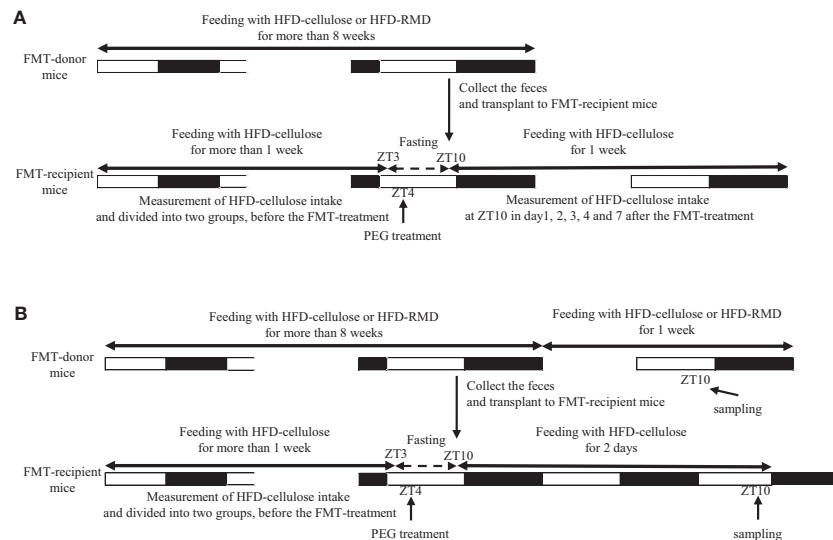 A
Feeding with HFD-cellulose or HFD-RMD
for more than 8 weeks
FMT-donor
mice
Collect the feces
and transplant to FMT-recipient mice
Feeding with HFD-cellulose
for more than 1 week
Fasting
Feeding with HFD-cellulose
for 1 week
ZT3
ZT10
FMT-recipient
mice
ZT4
Measurement of HFD-cellulose intake
and divided into two groups, before the FMT-treatment
Measurement of HFD-cellulose intake
at ZT10 in day1, 2, 3, 4 and 7 after the FMT-treatment
PEG treatment
B
Feeding with HFD-cellulose or HFD-RMD
for more than 8 weeks
Feeding with HFD-cellulose or HFD-RMD
for 1 week
FMT-donor
mice
ZT10
sampling
Collect the feces
and transplant to FMT-recipient mice
Feeding with HFD-cellulose
for more than 1 week
Fasting
Feeding with HFD-cellulose
for 2 days
ZT3
ZT10
FMT-recipient
mice
ZT4
ZT10
Measurement of HFD-cellulose intake
and divided into two groups, before the FMT-treatment
PEG treatment
sampling